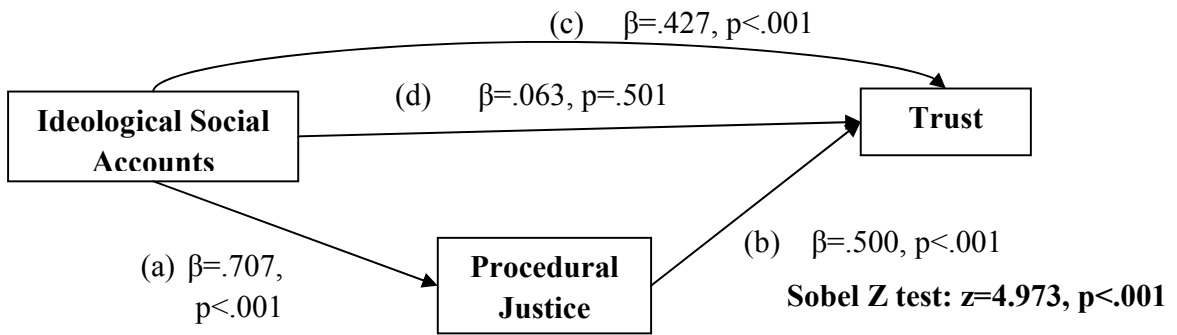 (c) β=.427, p<.001
(d) β=.063, p=.501
Ideological Social
Accounts
Trust
(a) β=.707,
p<.001
Procedural
Justice
(b) β=.500, p<.001
Sobel Z test: z=4.973, p<.001